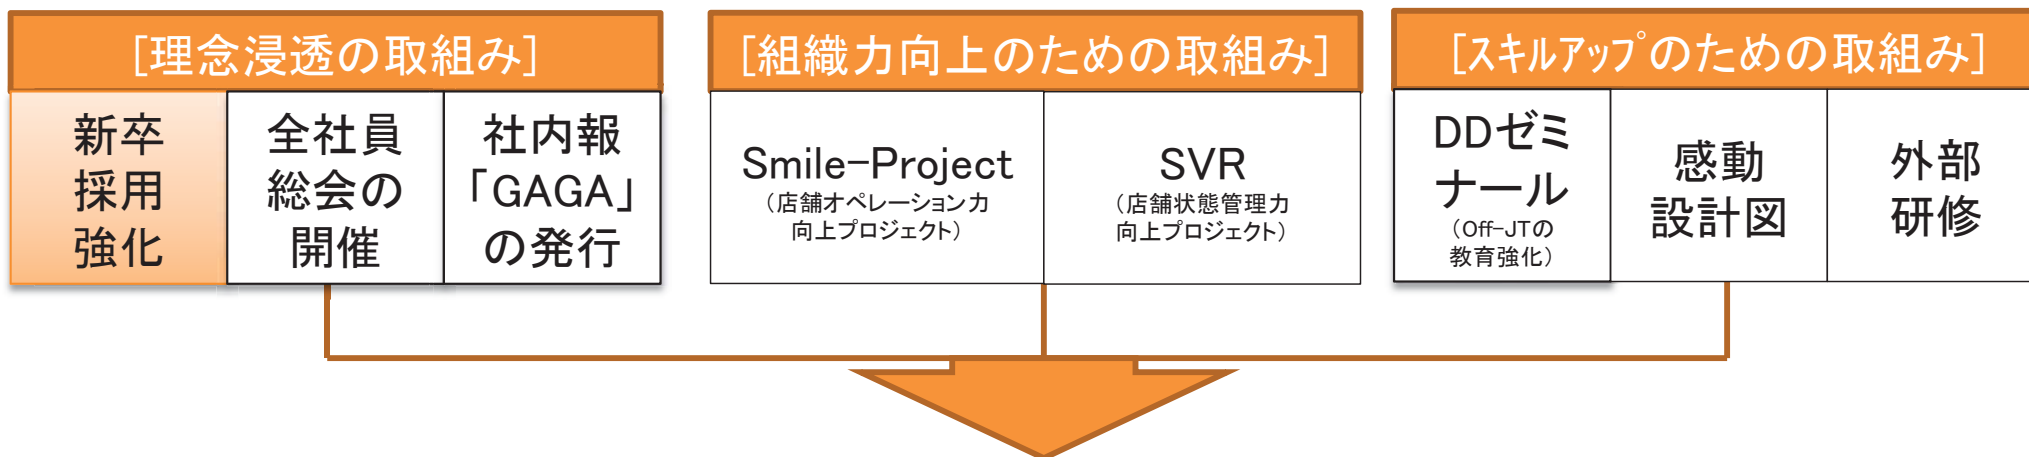 [理念浸透の取組み]
新卒
採用
強化
全社員
総会の
開催
社内報
「GAGA」
の発行
[組織力向上のための取組み]
Smile-Project
（店舗オペレーション力
向上プロジェクト）
SVR
（店舗状態管理力
向上プロジェクト）
[スキルアップのための取組み]
DDゼミ
ナール
（Off-JTの
教育強化）
感動
設計図
外部
研修